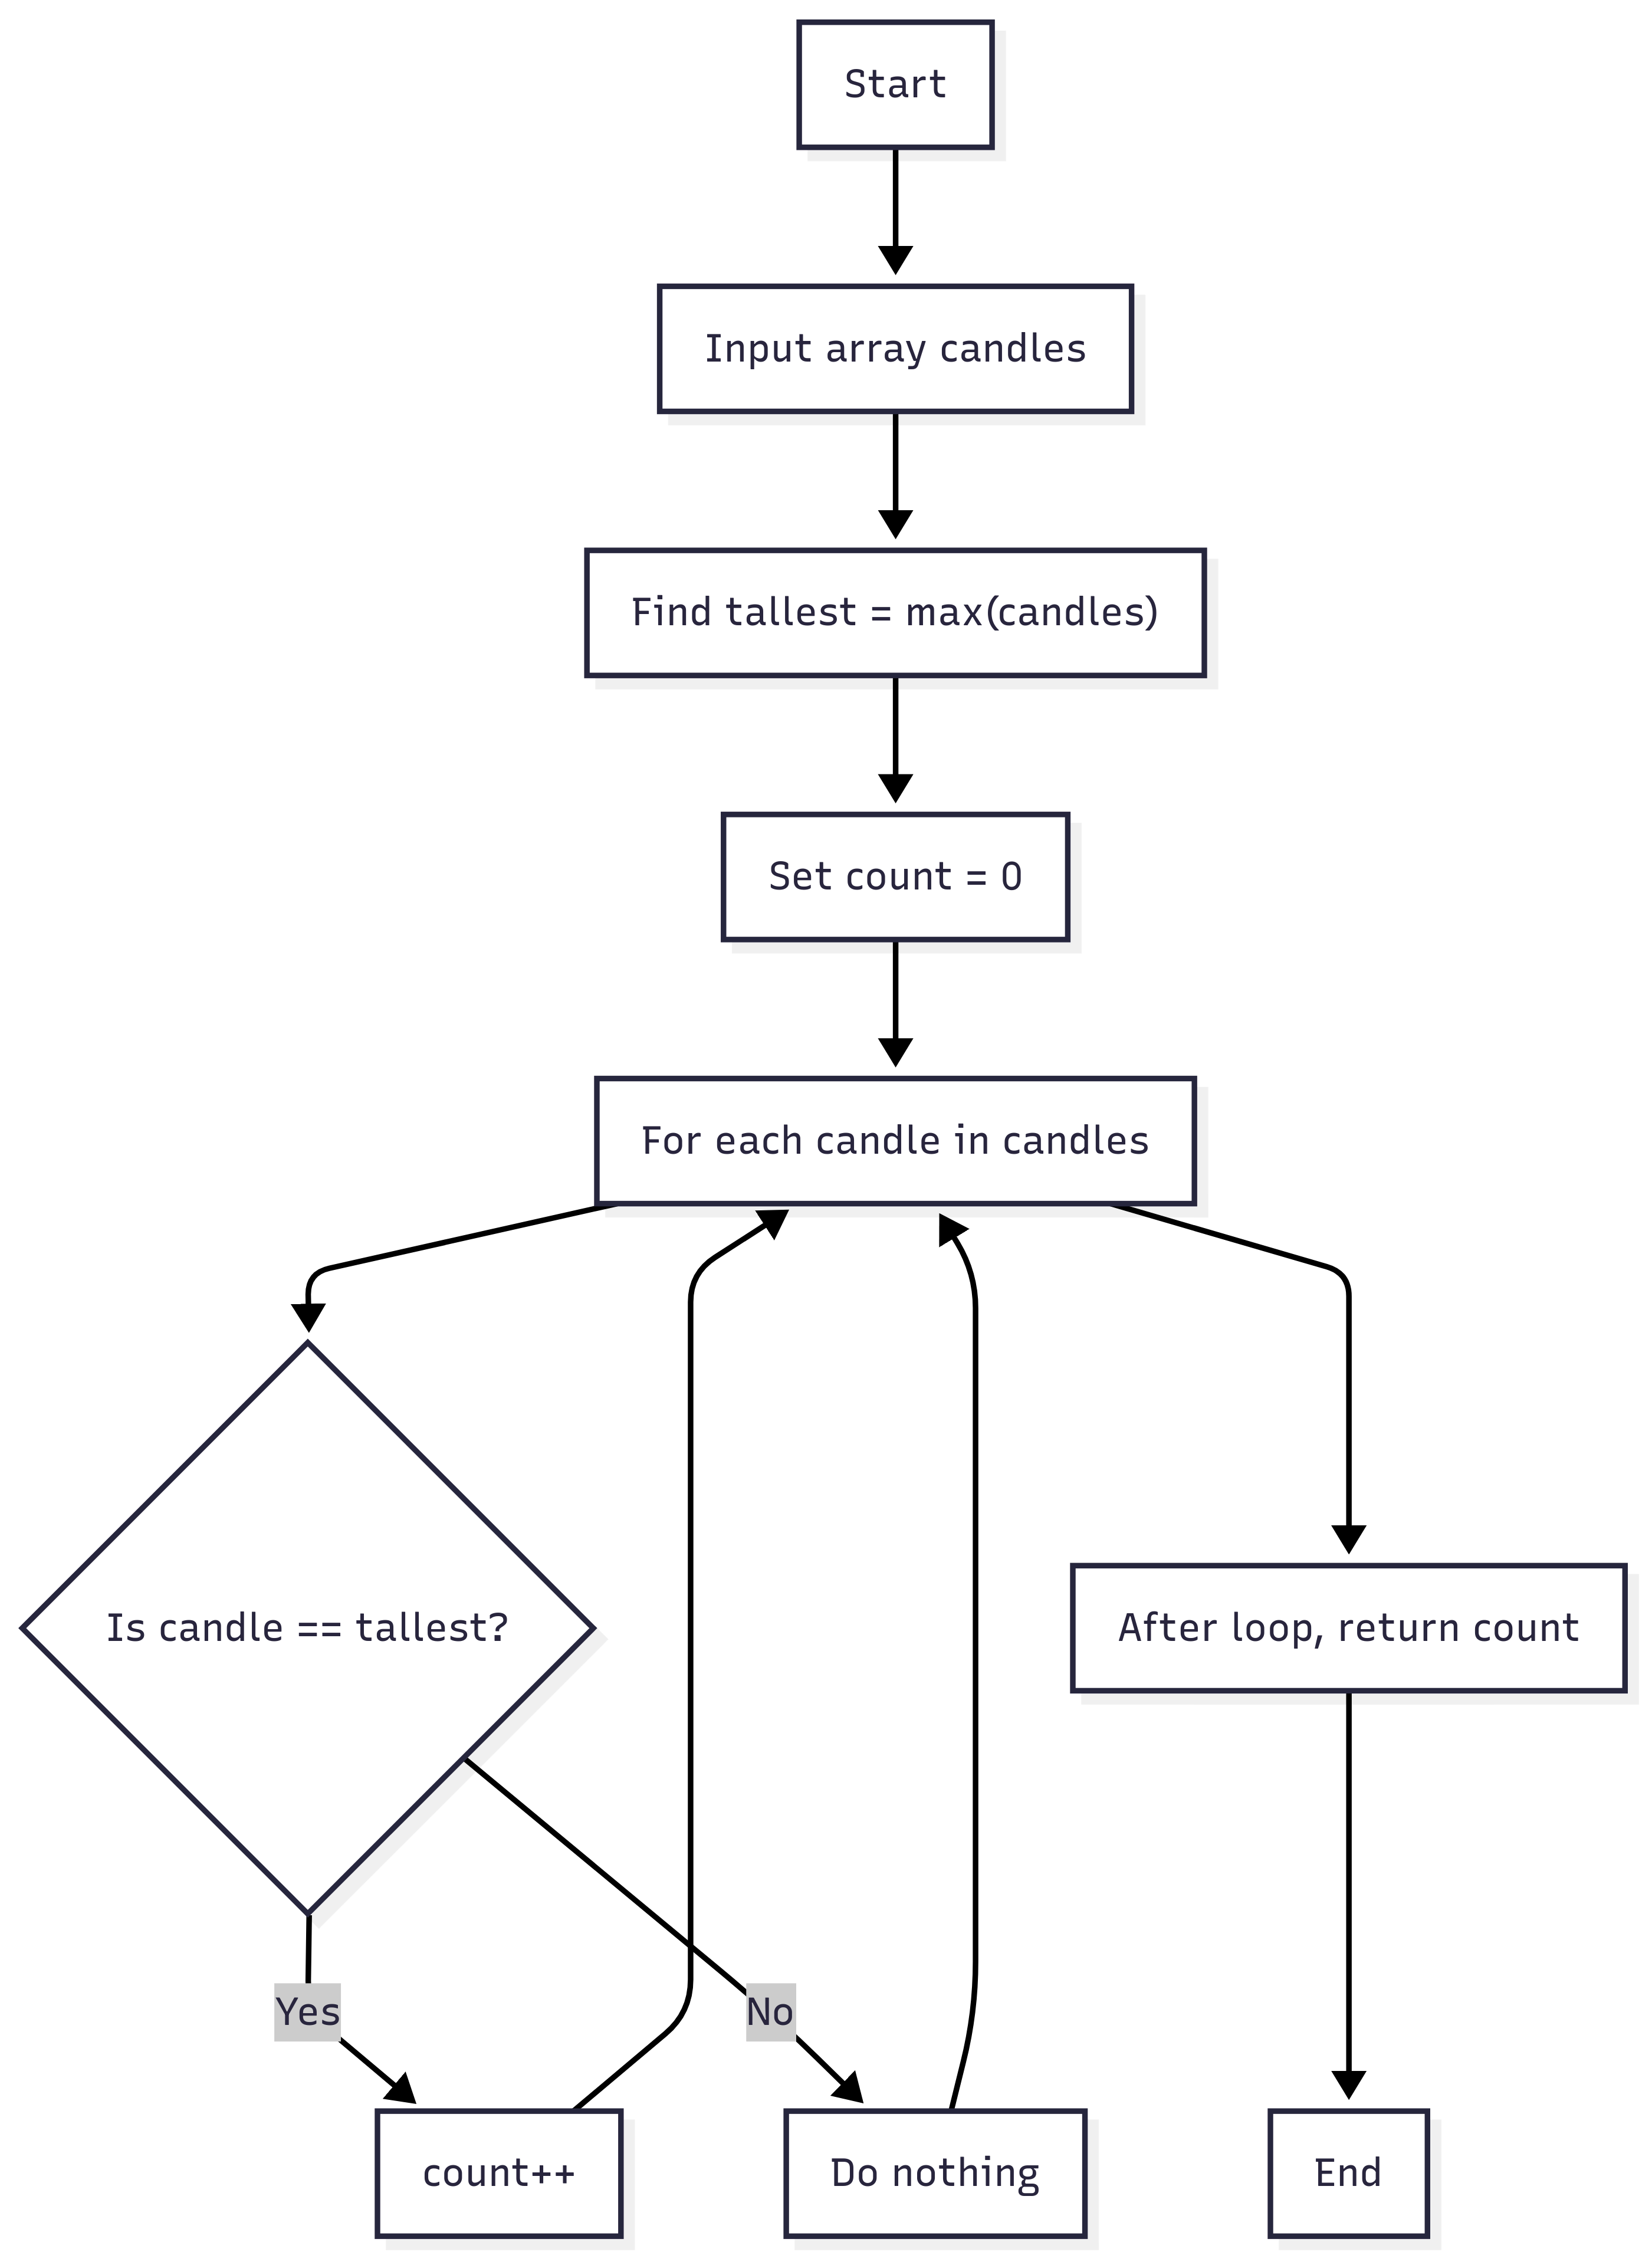 Start
Input array candles
Find tallest = max(candles)
Set count = 0
For each candle in candles
Is candle == tallest?
After loop, return count
Yes
No
count++
Do nothing
End